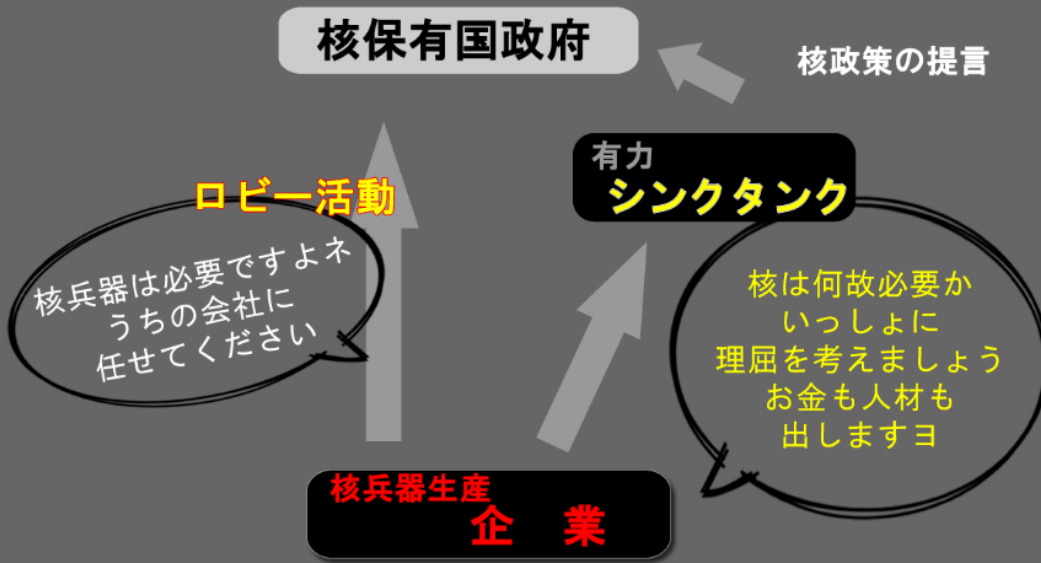 核保有国政府
核政策の提言
有力
シンクタンク
ロビー活動
核兵器は必要ですよネ
うちの会社に
任せてください
核は何故必要か
いっしょに
理屈を考えましょう
お金も人材も
出しますヨ
核兵器生産
企　業